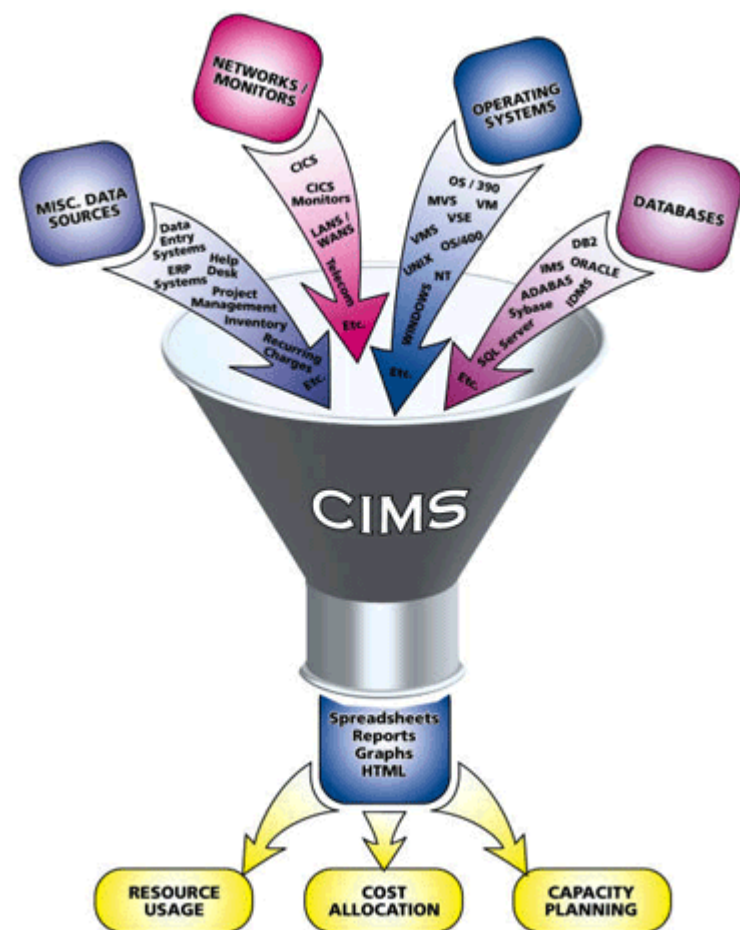 NETWORKS /
MONITORS
OPERATING
SYSTEMS
MISC. DATA
SOURCES
DATABASES
Data
Entry
Systems
Help
Desk
ERP
Systems
Project
Management
Inventory
Recurring
Charges
Etc.
CICS
CICS
Monitors
LANS /
WANS
Telecom
Etc.
OS / 390
MVS VM
VSE
VMS OS/400
UNIX NT
WINDOWS
Etc.
DB2
IMS ORACLE
ADABAS IDMS
Sybase
SQL Server
Etc.
CIMS
Spreadsheets
Reports
Graphs
HTML
RESOURCE
USAGE
COST
ALLOCATION
CAPACITY
PLANNING